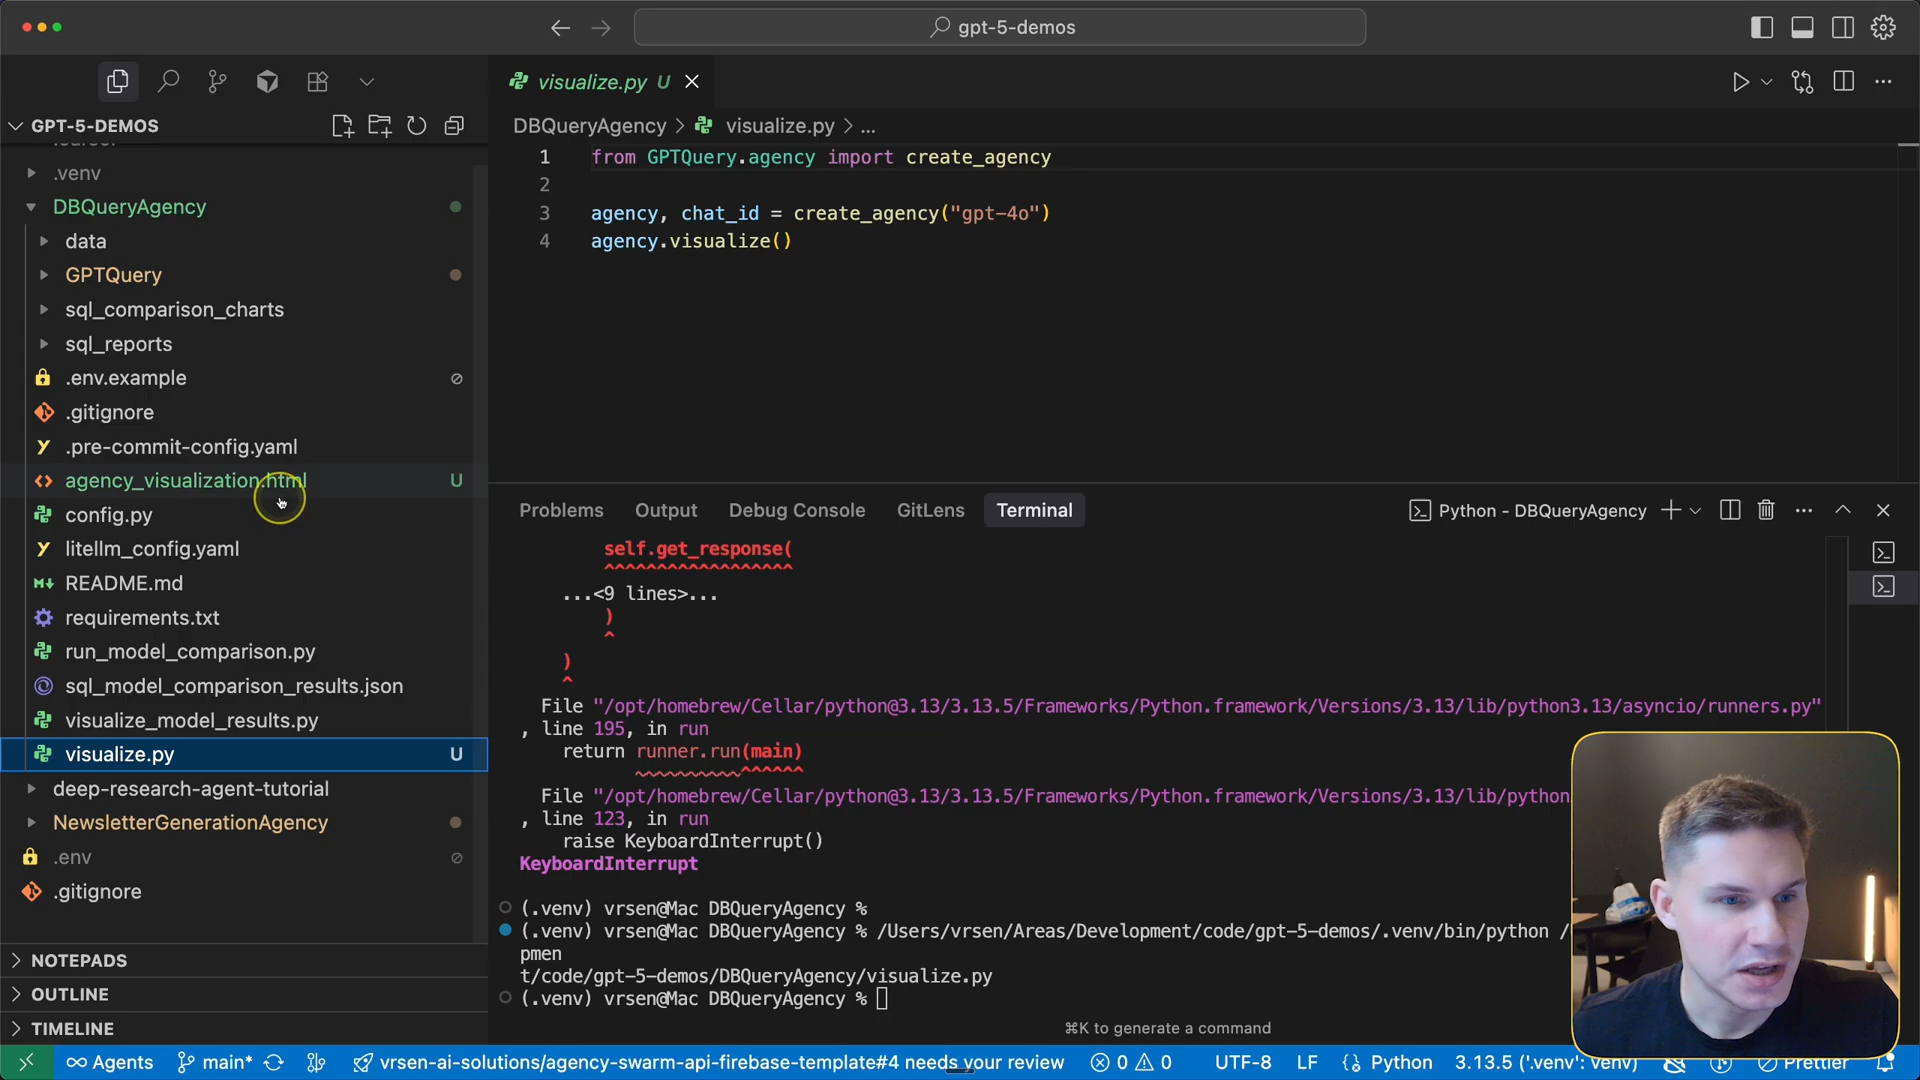 gpt-5-demos
GPT-5-DEMOS
.venv
DBQueryAgency
data
GPTQuery
sql_comparison_charts
sql_reports
.env.example
.gitignore
.pre-commit-config.yaml
agency_visualization.html U
config.py
litellm_config.yaml
README.md
requirements.txt
run_model_comparison.py
sql_model_comparison_results.json
visualize_model_results.py
visualize.py U
deep-research-agent-tutorial
NewsletterGenerationAgency
.env
.gitignore
NOTEPADS
OUTLINE
TIMELINE
visualize.py U
DBQueryAgency > visualize.py > ...
1 from GPTQuery.agency import create_agency
2
3 agency, chat_id = create_agency("gpt-4o")
4 agency.visualize()
Problems Output Debug Console GitLens Terminal
Python - DBQueryAgency
self.get_response(
^^^^^^^^^^^^^^^^^
...<9 lines>...
)
^
)
^
File "/opt/homebrew/Cellar/python@3.13/3.13.5/Frameworks/Python.framework/Versions/3.13/lib/python3.13/asyncio/runners.py"
, line 195, in run
return runner.run(main)
~~~~~~~~~~^^^^^^
File "/opt/homebrew/Cellar/python@3.13/3.13.5/Frameworks/Python.framework/Versions/3.13/lib/python
, line 123, in run
raise KeyboardInterrupt()
KeyboardInterrupt
(.venv) vrsen@Mac DBQueryAgency %
(.venv) vrsen@Mac DBQueryAgency % /Users/vrsen/Areas/Development/code/gpt-5-demos/.venv/bin/python /
pmen
t/code/gpt-5-demos/DBQueryAgency/visualize.py
(.venv) vrsen@Mac DBQueryAgency %
⌘K to generate a command
Agents main* vrsen-ai-solutions/agency-swarm-api-firebase-template#4 needs your review 0 0 UTF-8 LF Python 3.13.5 ('.venv': venv) Prettier